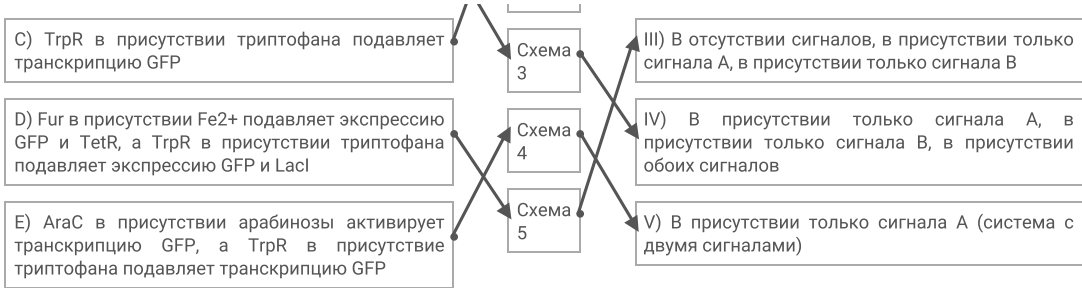 C) TrpR в присутствии триптофана подавляет
транскрипцию GFP
D) Fur в присутствии Fe2+ подавляет экспрессию
GFP и TetR, а TrpR в присутствии триптофана
подавляет экспрессию GFP и LacI
E) AraC в присутствии арабинозы активирует
транскрипцию GFP, а TrpR в присутствие
триптофана подавляет транскрипцию GFP
Схема
3
Схема
4
Схема
5
III) В отсутствии сигналов, в присутствии только
сигнала A, в присутствии только сигнала B
IV) В присутствии только сигнала A, в
присутствии только сигнала B, в присутствии
обоих сигналов
V) В присутствии только сигнала A (система с
двумя сигналами)